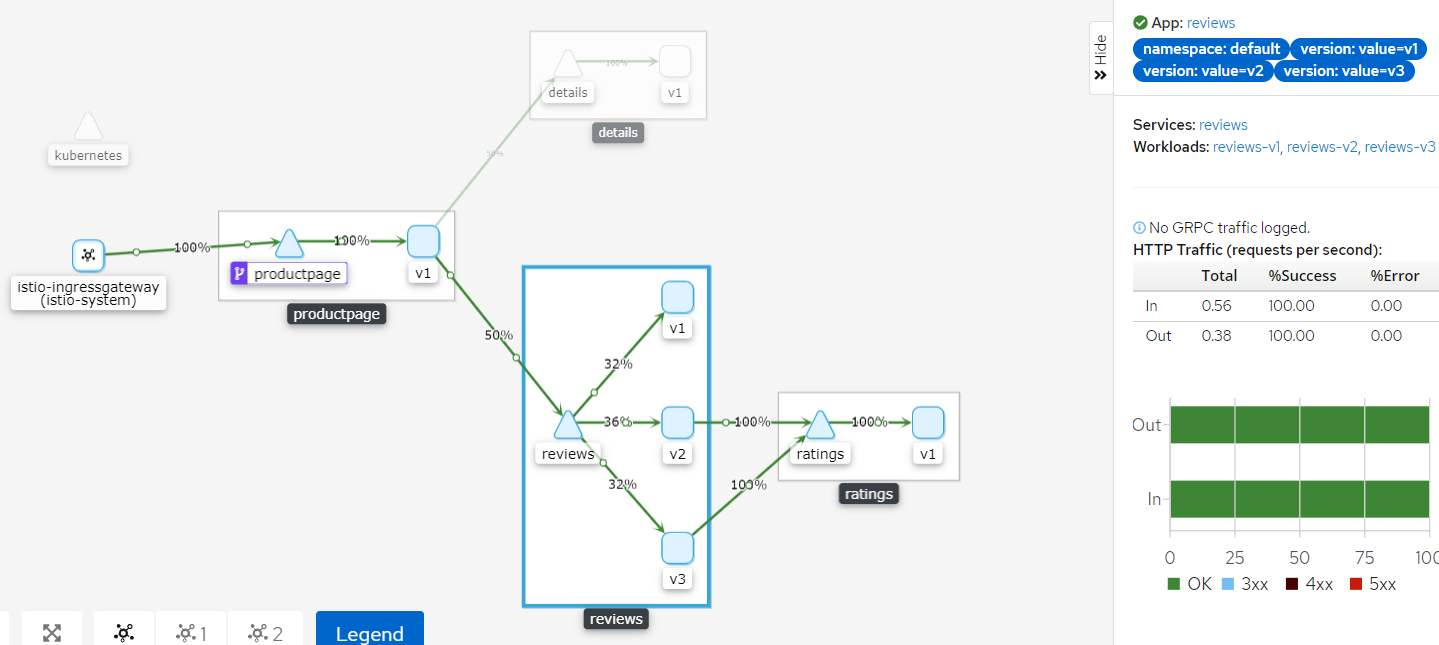 100%
details
v1
details
50%
kubernetes
100%
100%
productpage
v1
istio-ingressgateway
(istio-system)
productpage
50%
v1
32%
36%
100%
100%
reviews
v2
ratings
v1
32%
100%
ratings
v3
reviews
1
2
Legend
Hide
App: reviews
namespace: default version: value=v1
version: value=v2 version: value=v3
Services: reviews
Workloads: reviews-v1, reviews-v2, reviews-v3
No GRPC traffic logged.
HTTP Traffic (requests per second):
Total %Success %Error
In 0.56 100.00 0.00
Out 0.38 100.00 0.00
Out
In
0 25 50 75 100
OK 3xx 4xx 5xx